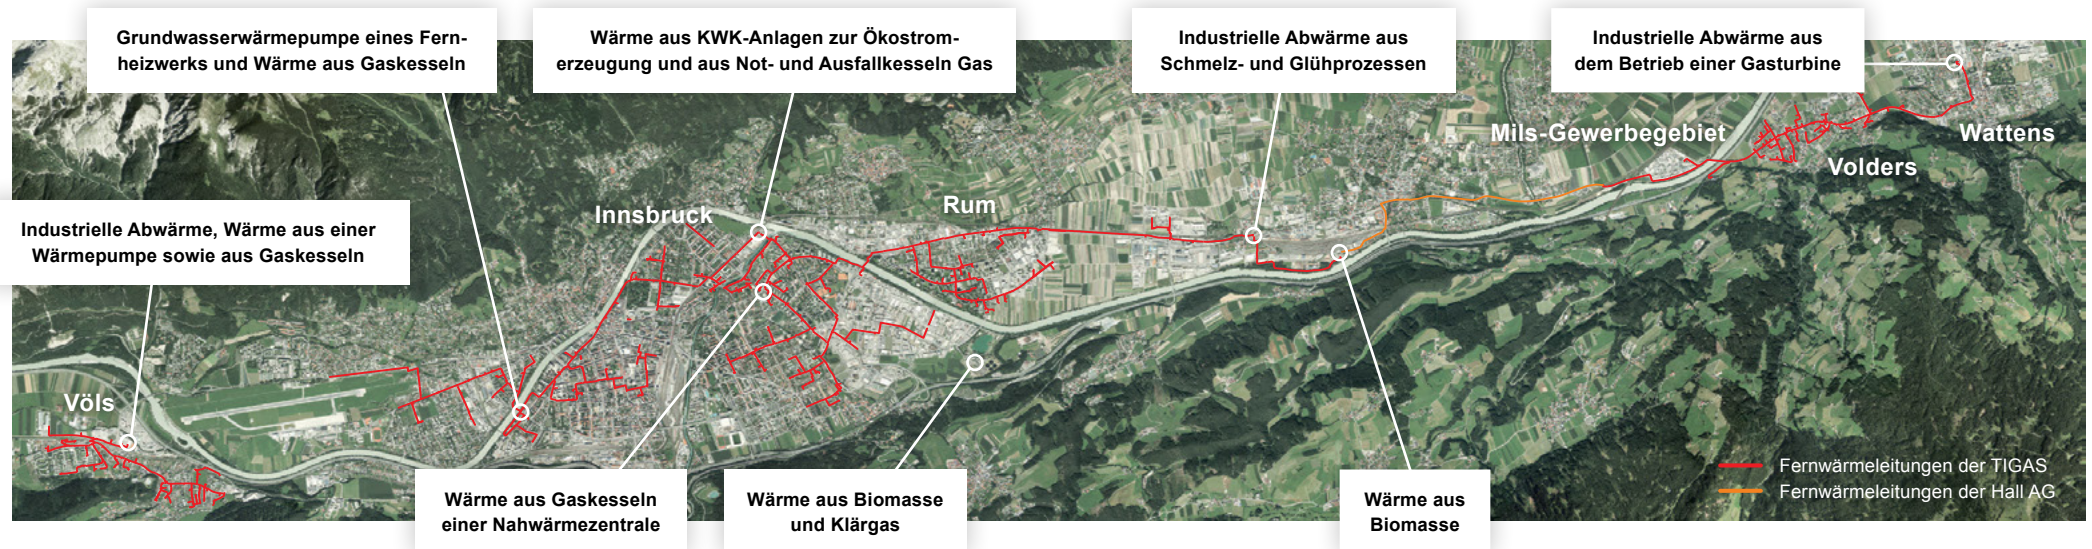 Grundwasserwärmepumpe eines Fern-
heizwerks und Wärme aus Gaskesseln
Wärme aus KWK-Anlagen zur Ökostrom-
erzeugung und aus Not- und Ausfallkesseln Gas
Industrielle Abwärme aus
Schmelz- und Glühprozessen
Industrielle Abwärme aus
dem Betrieb einer Gasturbine
Mils-Gewerbegebiet
Wattens
Volders
Rum
Innsbruck
Industrielle Abwärme, Wärme aus einer
Wärmepumpe sowie aus Gaskesseln
Völs
Wärme aus Gaskesseln
einer Nahwärmezentrale
Wärme aus Biomasse
und Klärgas
Wärme aus
Biomasse
Fernwärmeleitungen der TIGAS
Fernwärmeleitungen der Hall AG